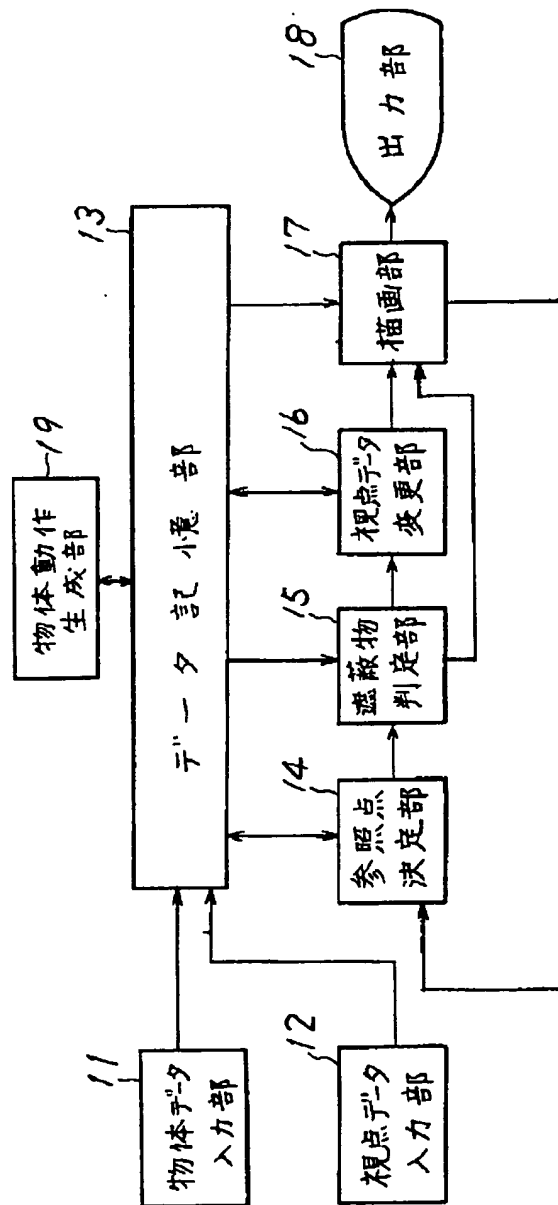 19
物体動作
生成部
13
データ記憶部
11
物体データ
入力部
12
視点データ
入力部
14
参照点
決定部
15
遮蔽物
判定部
16
視点データ
変更部
17
描画部
18
出力部